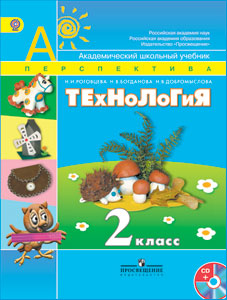 Российская академия наук
Российская академия образования
Издательство «Просвещение»
А
Академический школьный учебник
ПЕРСПЕКТИВА
Н И РОГОВЦЕВА Н В БОГДАНОВА Н В ДОБРОМЫСЛОВА
ТЕхНоЛоГиЯ
2 класс
CD
+
ПРОСВЕЩЕНИЕ
ИЗДАТЕЛЬСТВО